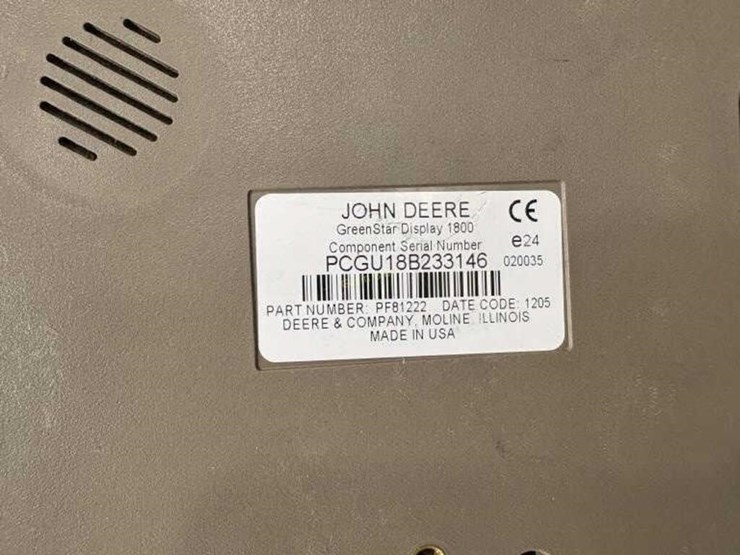 JOHN DEERE
GreenStar Display 1800
Component Serial Number
PCGU18B233146
CE
e24
020035
PART NUMBER: PF81222 DATE CODE: 1205
DEERE & COMPANY, MOLINE, ILLINOIS
MADE IN USA